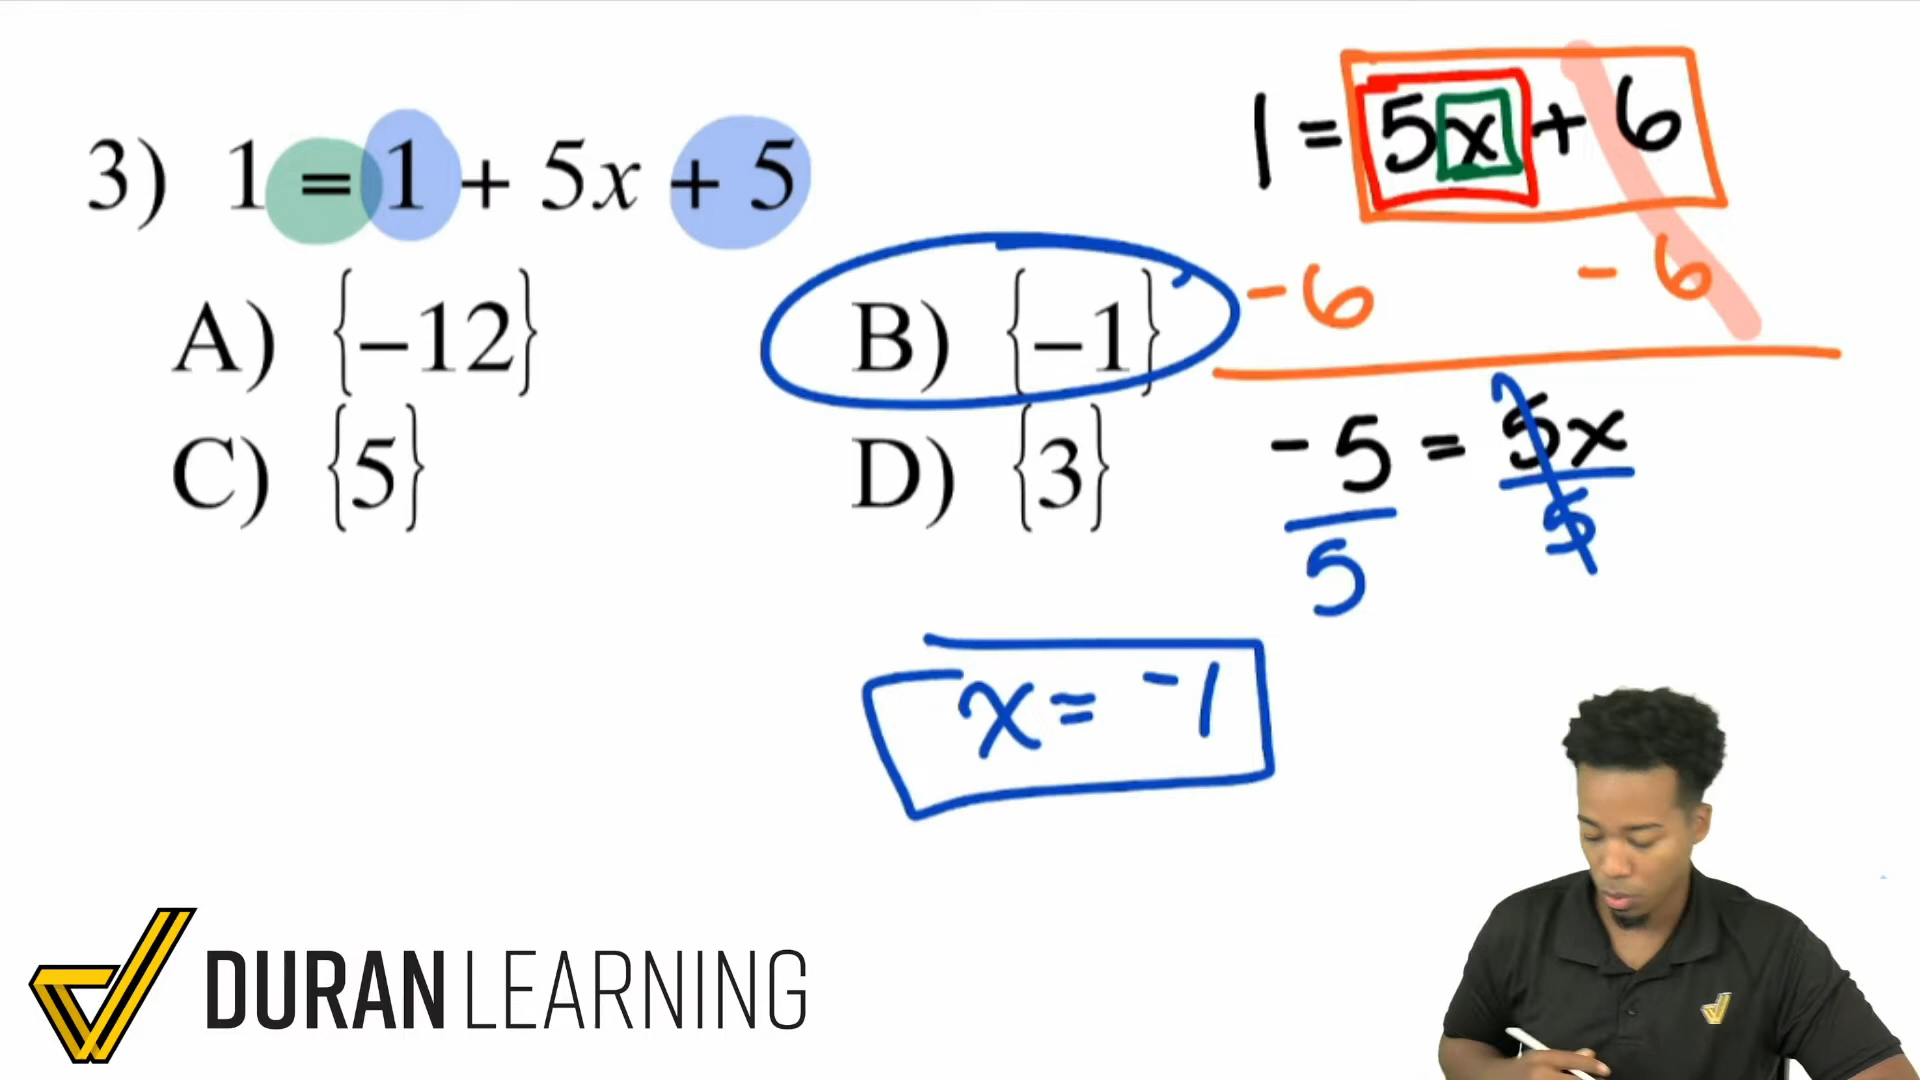 3) 1 = 1 + 5x + 5
A) {−12}
B) {−1}
C) {5}
D) {3}
1 = 5x + 6
- 6 - 6
- 5 = 5x
5 5
x = -1
DURAN LEARNING